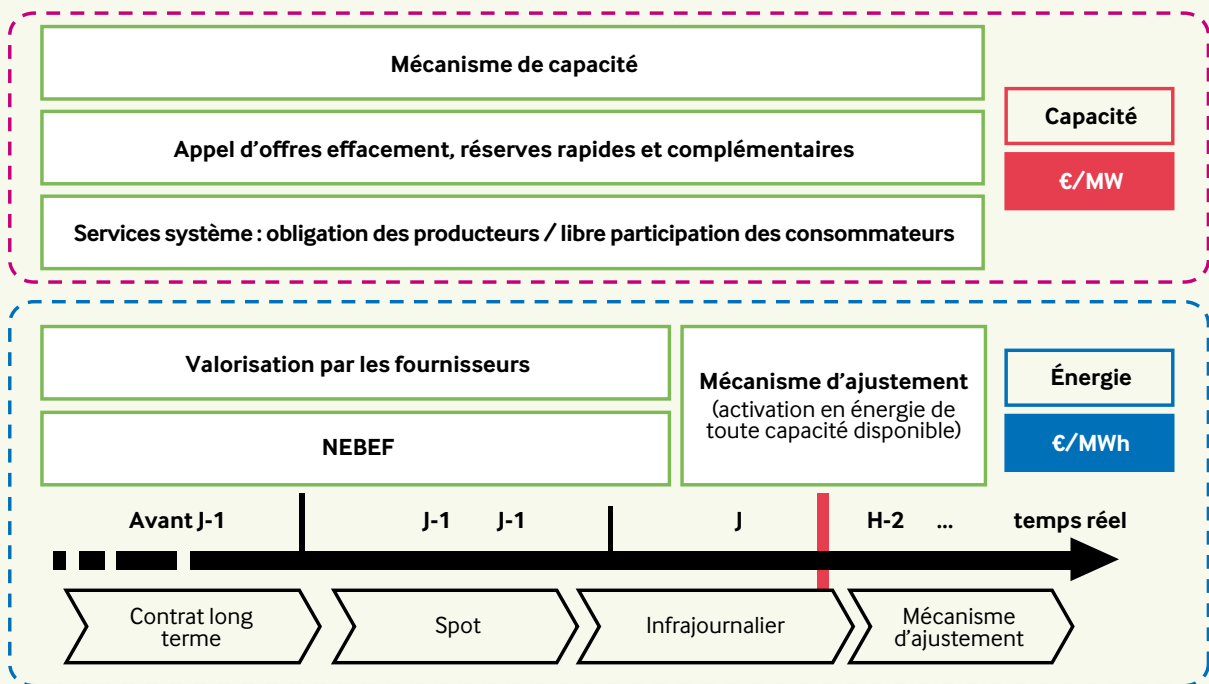 Mécanisme de capacité
Appel d’offres effacement, réserves rapides et complémentaires
Services système : obligation des producteurs / libre participation des consommateurs
Capacité
€/MW
Valorisation par les fournisseurs
NEBEF
Mécanisme d’ajustement
(activation en énergie de
toute capacité disponible)
Énergie
€/MWh
Avant J-1 J-1 J-1 J H-2 ... temps réel
Contrat long
terme
Spot
Infrajournalier
Mécanisme
d’ajustement